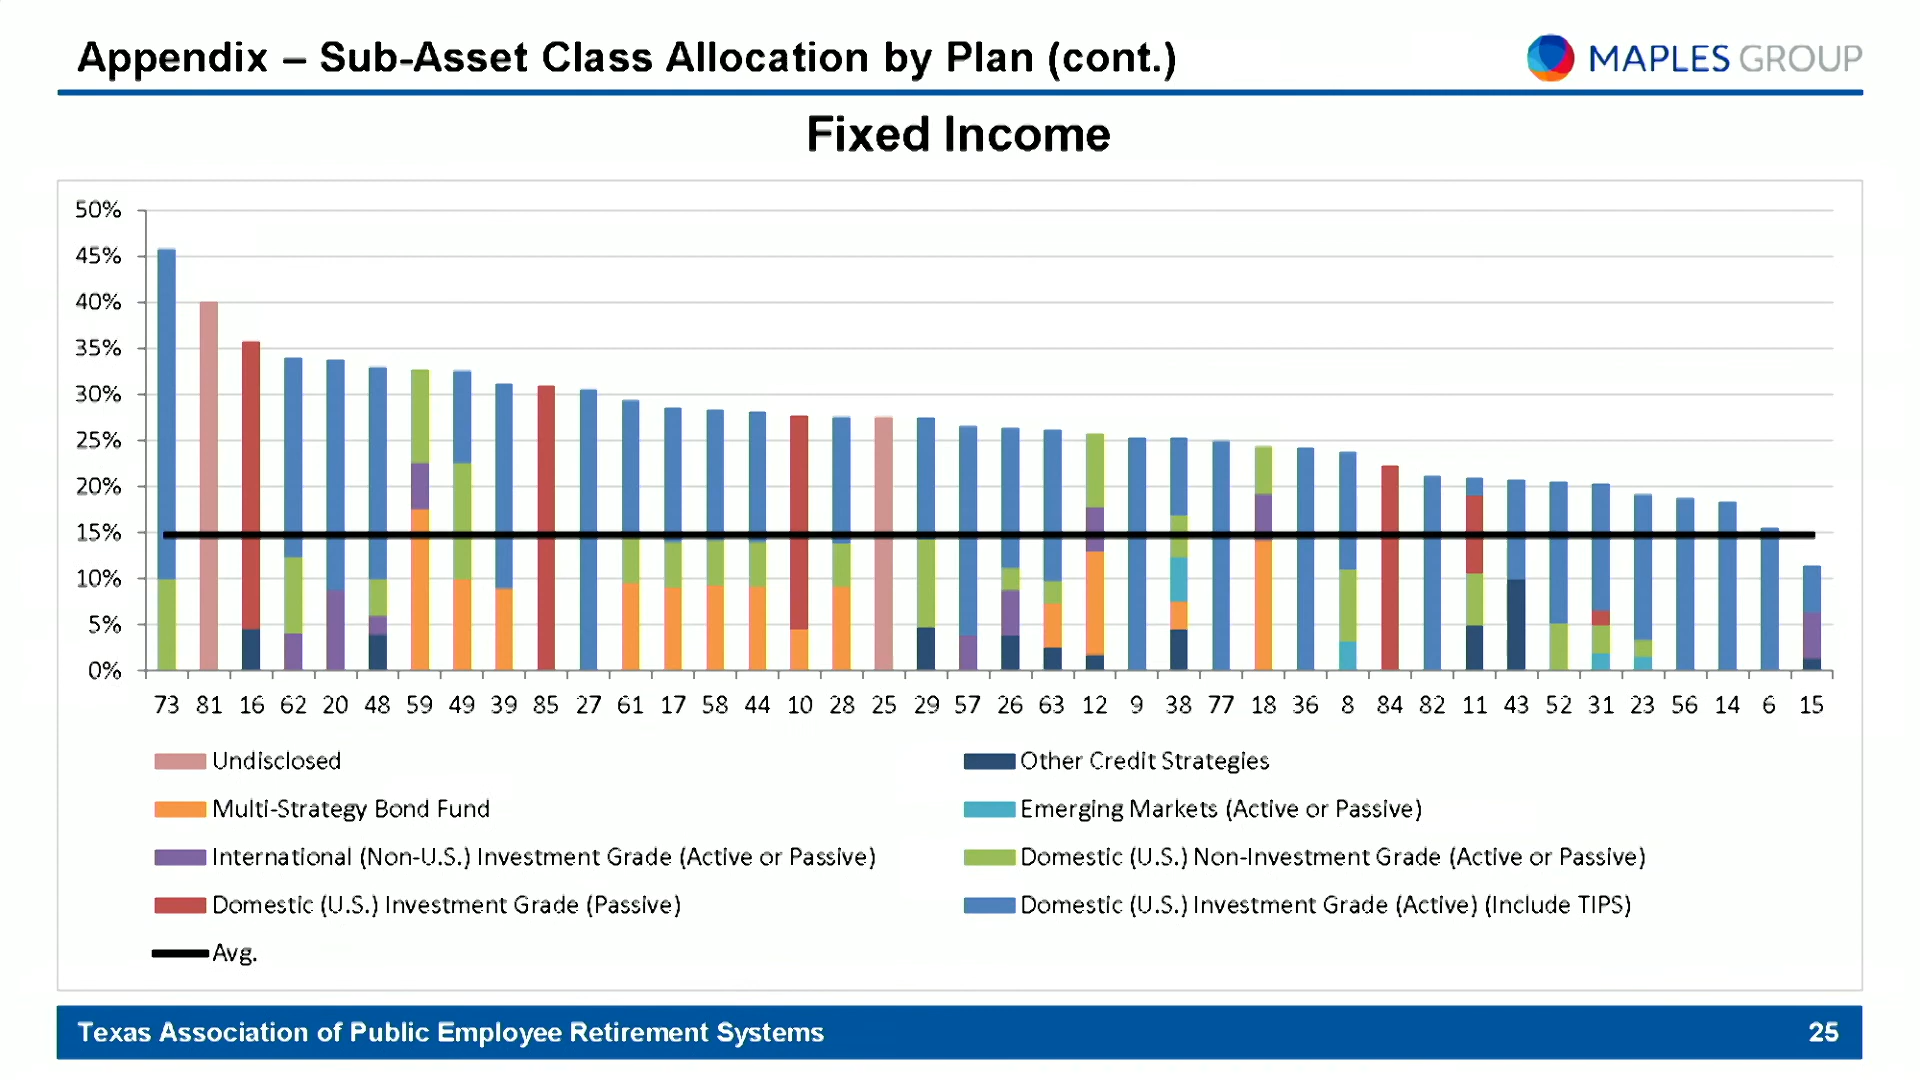 Appendix – Sub-Asset Class Allocation by Plan (cont.)
MAPLES GROUP
Fixed Income
50%
45%
40%
35%
30%
25%
20%
15%
10%
5%
0%
73 81 16 62 20 48 59 49 39 85 27 61 17 58 44 10 28 25 29 57 26 63 12 9 38 77 18 36 8 84 82 11 43 52 31 23 56 14 6 15
Undisclosed
Other Credit Strategies
Multi-Strategy Bond Fund
Emerging Markets (Active or Passive)
International (Non-U.S.) Investment Grade (Active or Passive)
Domestic (U.S.) Non-Investment Grade (Active or Passive)
Domestic (U.S.) Investment Grade (Passive)
Domestic (U.S.) Investment Grade (Active) (Include TIPS)
Avg.
Texas Association of Public Employee Retirement Systems
25